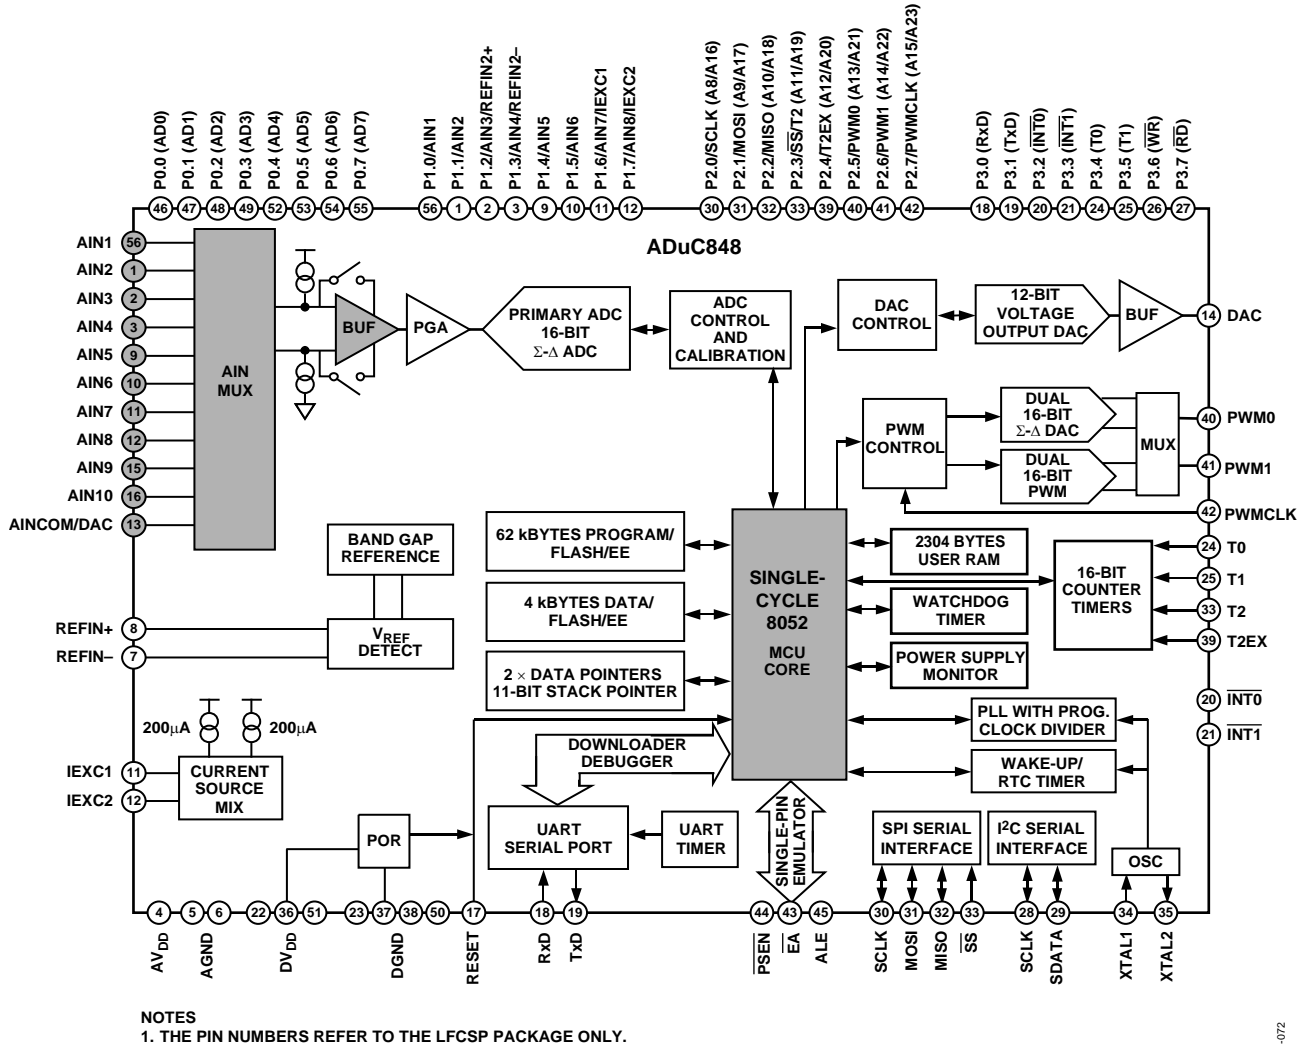 P0.0 (AD0)
P0.1 (AD1)
P0.2 (AD2)
P0.3 (AD3)
P0.4 (AD4)
P0.5 (AD5)
P0.6 (AD6)
P0.7 (AD7)
P1.0/AIN1
P1.1/AIN2
P1.2/AIN3/REFIN2+
P1.3/AIN4/REFIN2–
P1.4/AIN5
P1.5/AIN6
P1.6/AIN7/IEXC1
P1.7/AIN8/IEXC2
P2.0/SCLK (A8/A16)
P2.1/MOSI (A9/A17)
P2.2/MISO (A10/A18)
P2.3/SS/T2 (A11/A19)
P2.4/T2EX (A12/A20)
P2.5/PWM0 (A13/A21)
P2.6/PWM1 (A14/A22)
P2.7/PWMCLK (A15/A23)
P3.0 (RxD)
P3.1 (TxD)
P3.2 (INT0)
P3.3 (INT1)
P3.4 (T0)
P3.5 (T1)
P3.6 (WR)
P3.7 (RD)
46 47 48 49 52 53 54 55
56 1 2 3 9 10 11 12
30 31 32 33 39 40 41 42
18 19 20 21 24 25 26 27
ADuC848
AIN1 56
AIN2 1
AIN3 2
AIN4 3
AIN5 9
AIN6 10
AIN7 11
AIN8 12
AIN9 15
AIN10 16
AINCOM/DAC 13
AIN
MUX
BUF
PGA
PRIMARY ADC
16-BIT
Σ-Δ ADC
ADC
CONTROL
AND
CALIBRATION
DAC
CONTROL
12-BIT
VOLTAGE
OUTPUT DAC
BUF
14 DAC
PWM
CONTROL
DUAL
16-BIT
Σ-Δ DAC
DUAL
16-BIT
PWM
MUX
40 PWM0
41 PWM1
42 PWMCLK
BAND GAP
REFERENCE
VREF
DETECT
REFIN+ 8
REFIN– 7
62 kBYTES PROGRAM/
FLASH/EE
4 kBYTES DATA/
FLASH/EE
2 × DATA POINTERS
11-BIT STACK POINTER
SINGLE-
CYCLE
8052
MCU
CORE
2304 BYTES
USER RAM
WATCHDOG
TIMER
POWER SUPPLY
MONITOR
16-BIT
COUNTER
TIMERS
24 T0
25 T1
33 T2
39 T2EX
20 INT0
21 INT1
PLL WITH PROG.
CLOCK DIVIDER
WAKE-UP/
RTC TIMER
200µA
200µA
CURRENT
SOURCE
MIX
IEXC1 11
IEXC2 12
DOWNLOADER
DEBUGGER
POR
UART
SERIAL PORT
UART
TIMER
SINGLE-PIN
EMULATOR
SPI SERIAL
INTERFACE
I2C SERIAL
INTERFACE
OSC
4 5 6 22 36 51 23 37 38 50 17 18 19 44 43 45 30 31 32 33 28 29 34 35
AVDD
AGND
DVDD
DGND
RESET
RxD
TxD
PSEN
EA
ALE
SCLK
MOSI
MISO
SS
SCLK
SDATA
XTAL1
XTAL2
NOTES
1. THE PIN NUMBERS REFER TO THE LFCSP PACKAGE ONLY.
-072